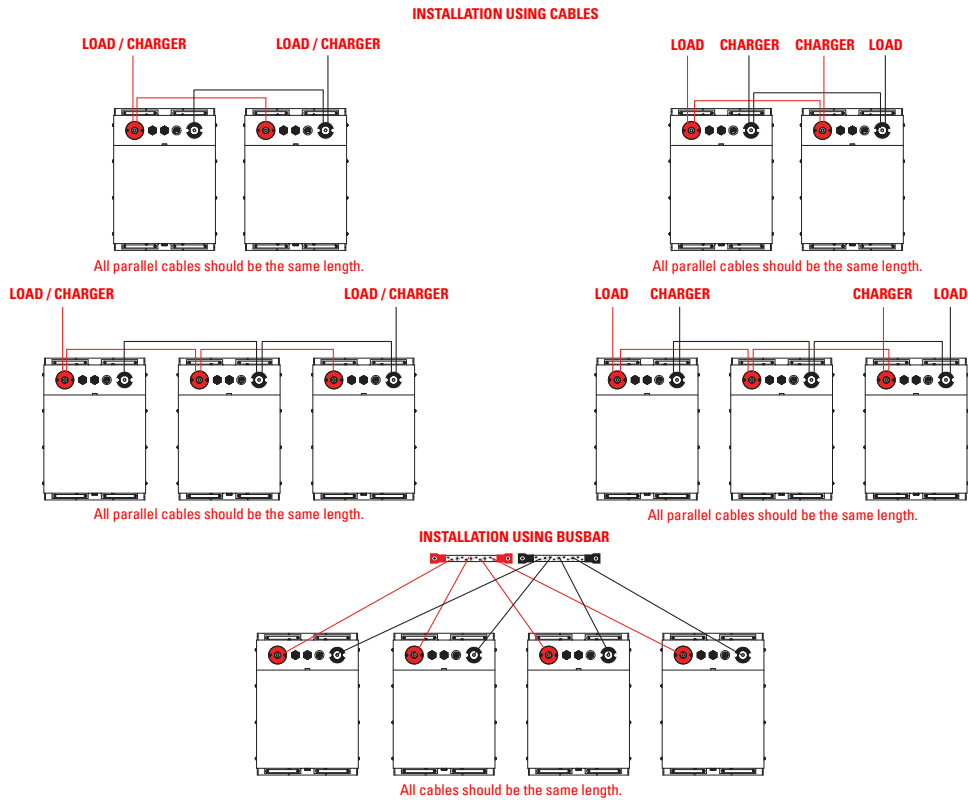 INSTALLATION USING CABLES
LOAD / CHARGER LOAD / CHARGER
LOAD CHARGER CHARGER LOAD
All parallel cables should be the same length.
All parallel cables should be the same length.
LOAD / CHARGER LOAD / CHARGER
LOAD CHARGER CHARGER LOAD
All parallel cables should be the same length.
All parallel cables should be the same length.
INSTALLATION USING BUSBAR
All cables should be the same length.